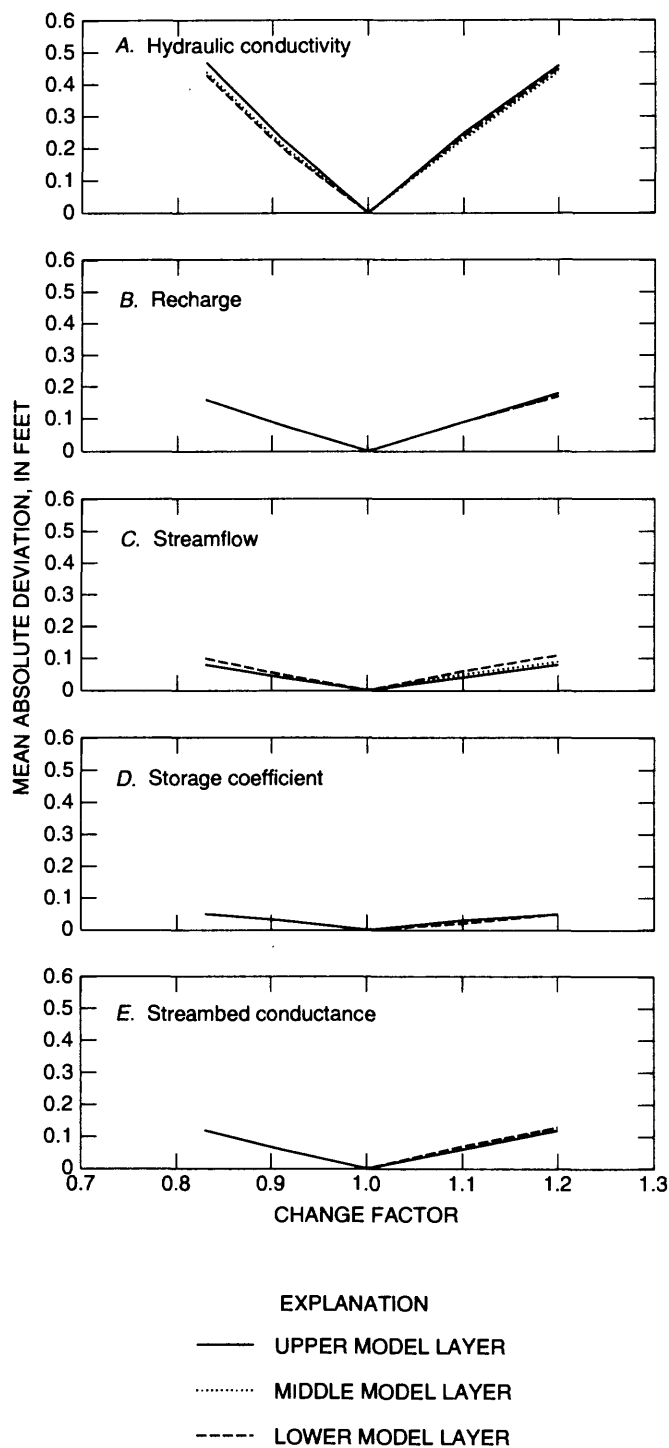 MEAN ABSOLUTE DEVIATION, IN FEET
A. Hydraulic conductivity
0.6
0.5
0.4
0.3
0.2
0.1
0
B. Recharge
0.6
0.5
0.4
0.3
0.2
0.1
0
C. Streamflow
0.6
0.5
0.4
0.3
0.2
0.1
0
D. Storage coefficient
0.6
0.5
0.4
0.3
0.2
0.1
0
E. Streambed conductance
0.6
0.5
0.4
0.3
0.2
0.1
0
0.7 0.8 0.9 1.0 1.1 1.2 1.3
CHANGE FACTOR
EXPLANATION
UPPER MODEL LAYER
MIDDLE MODEL LAYER
LOWER MODEL LAYER